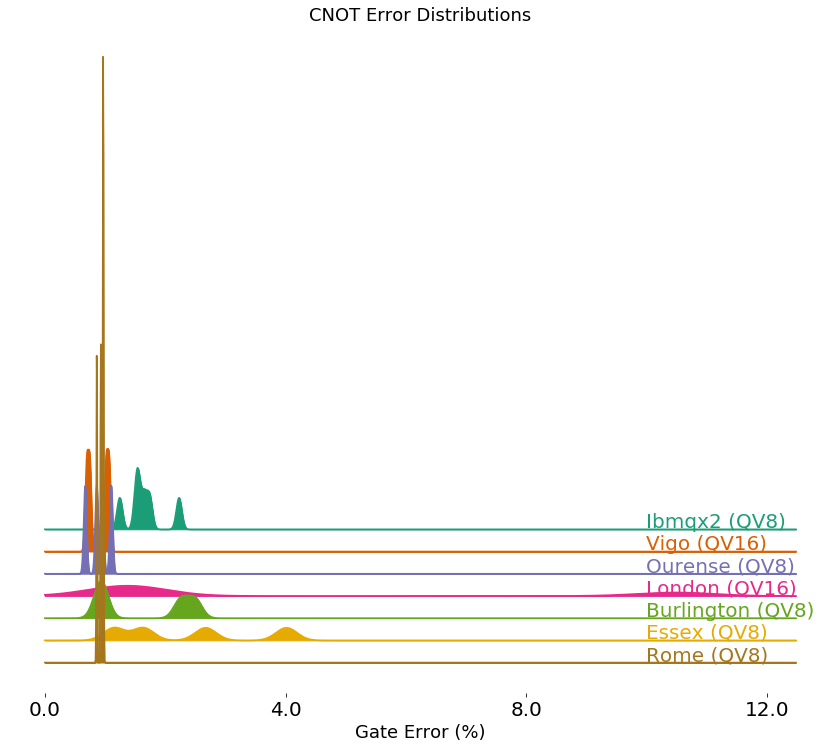 CNOT Error Distributions
Ibmqx2 (QV8)
Vigo (QV16)
Ourense (QV8)
London (QV16)
Burlington (QV8)
Essex (QV8)
Rome (QV8)
0.0 4.0 8.0 12.0
Gate Error (%)